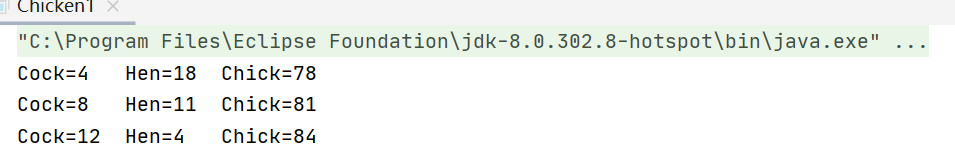 Chicken1
"C:\Program Files\Eclipse Foundation\jdk-8.0.302.8-hotspot\bin\java.exe" ...
Cock=4   Hen=18  Chick=78
Cock=8   Hen=11  Chick=81
Cock=12  Hen=4   Chick=84